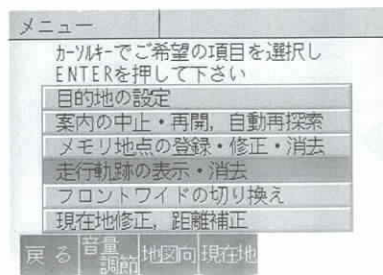 メニュー
カーソルキーでご希望の項目を選択し
ENTERを押して下さい
目的地の設定
案内の中止・再開，自動再探索
メモリ地点の登録・修正・消去
走行軌跡の表示・消去
フロントワイドの切り換え
現在地修正，距離補正
戻る 音量調節 地図向 現在地